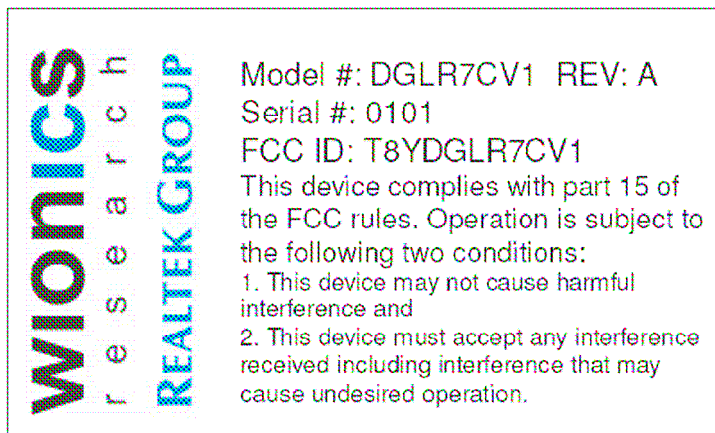 WIONICS
research
REALTEK GROUP
Model #: DGLR7CV1 REV: A
Serial #: 0101
FCC ID: T8YDGLR7CV1
This device complies with part 15 of
the FCC rules. Operation is subject to
the following two conditions:
1. This device may not cause harmful
interference and
2. This device must accept any interference
received including interference that may
cause undesired operation.